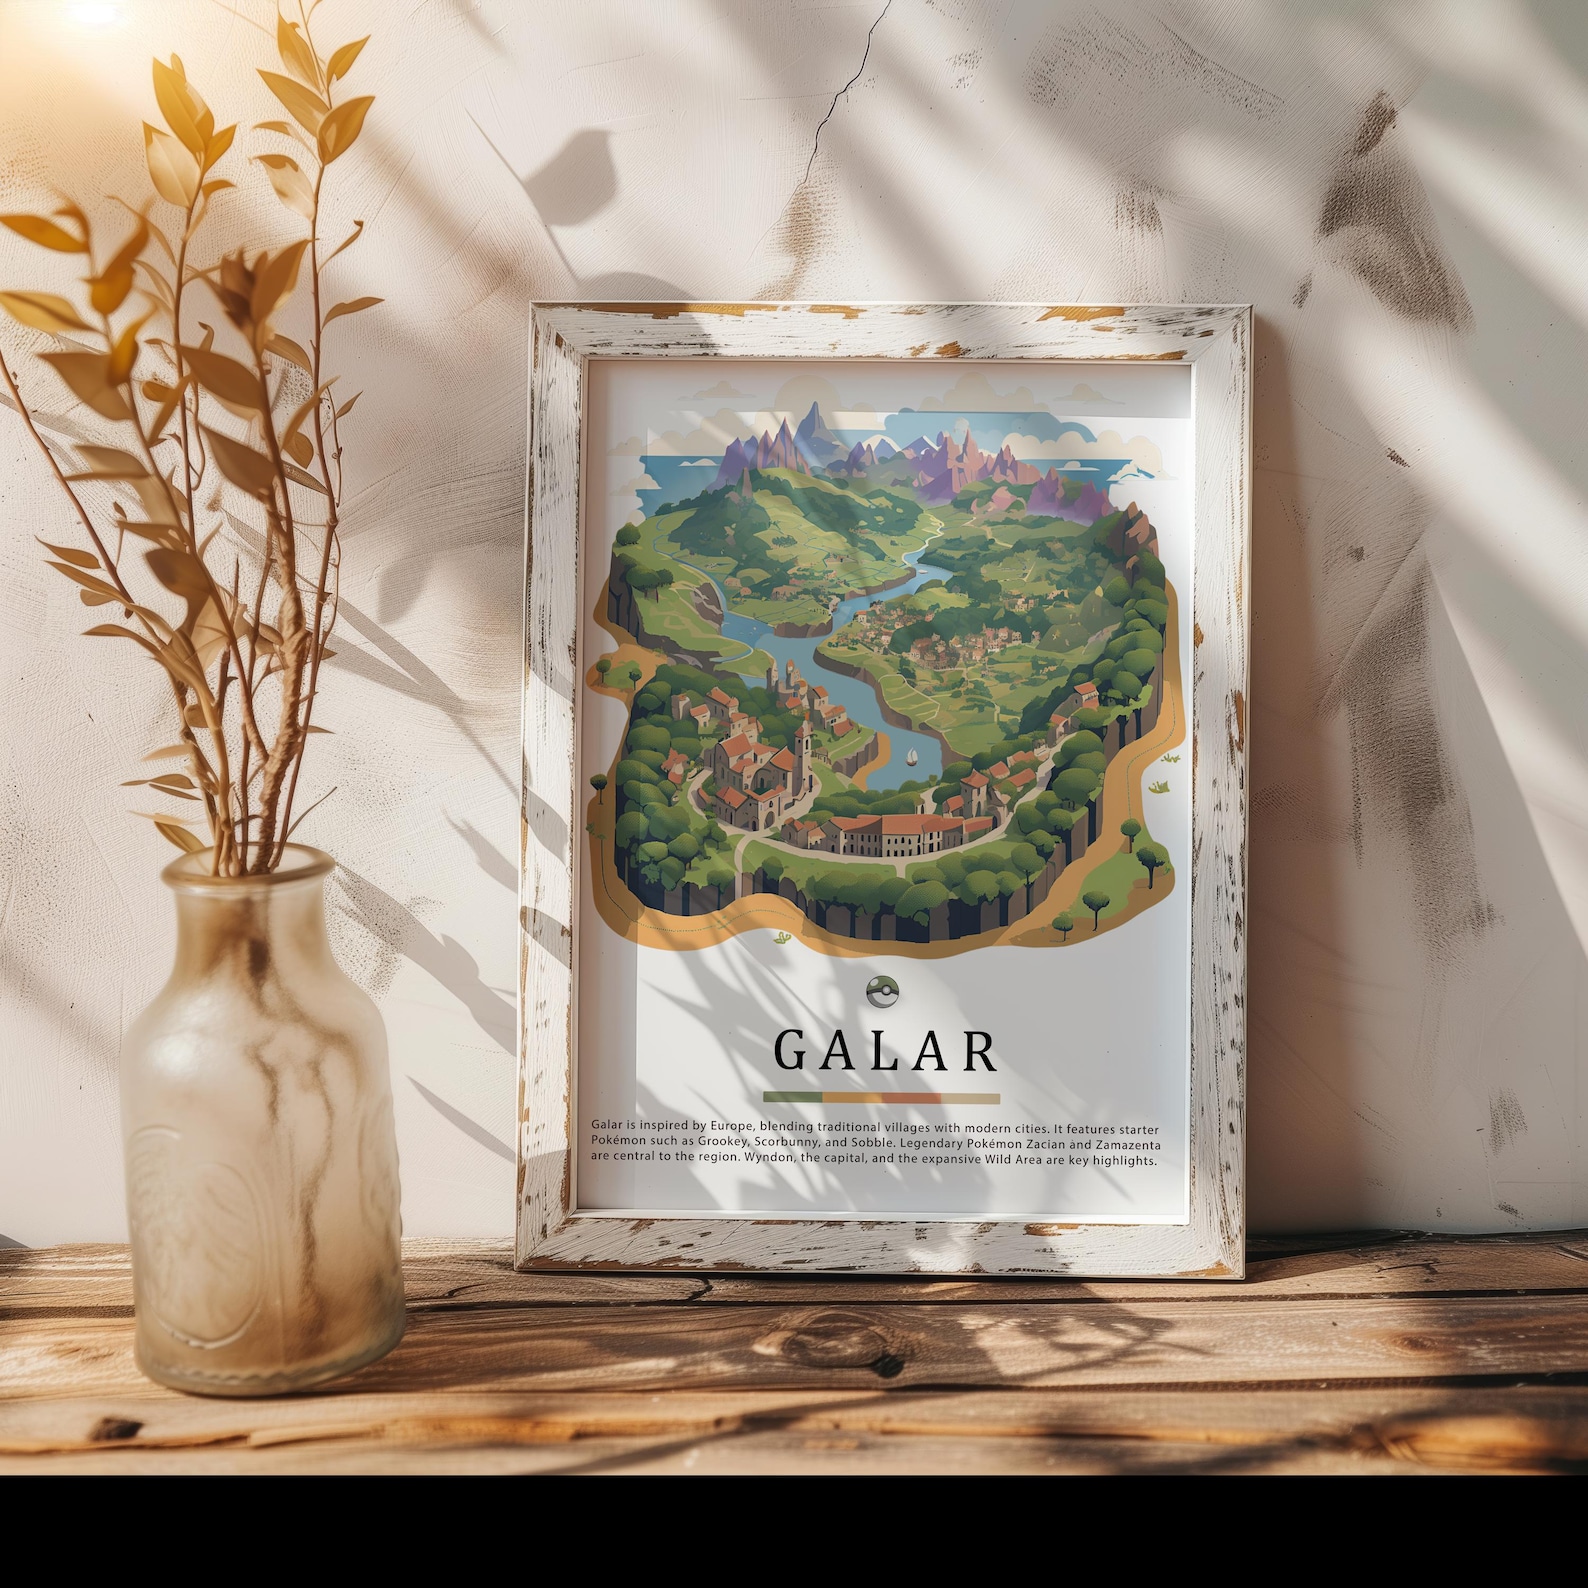 GALAR
Galar is inspired by Europe, blending traditional villages with modern cities. It features starter
Pokémon such as Grookey, Scorbunny, and Sobble. Legendary Pokémon Zacian and Zamazenta
are central to the region. Wyndon, the capital, and the expansive Wild Area are key highlights.